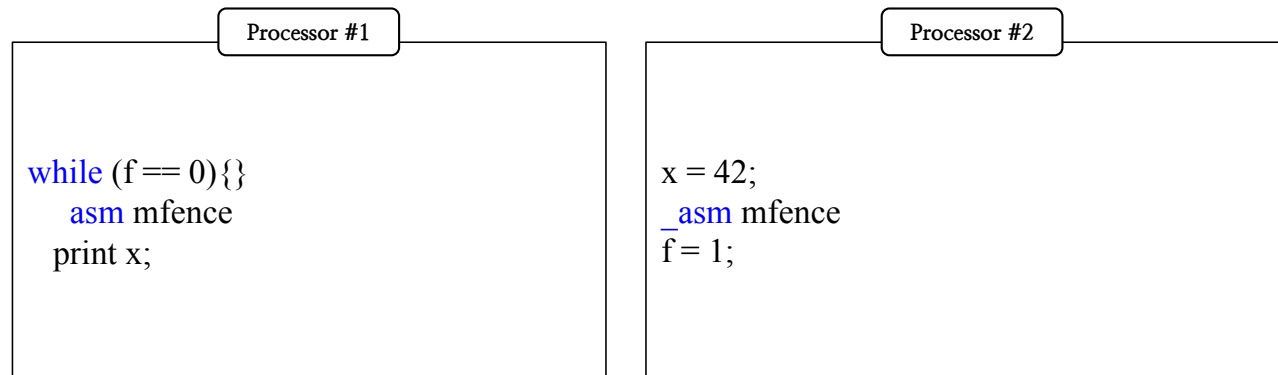 Processor #1
while (f == 0){}
asm mfence
print x;
Processor #2
x = 42;
_asm mfence
f = 1;